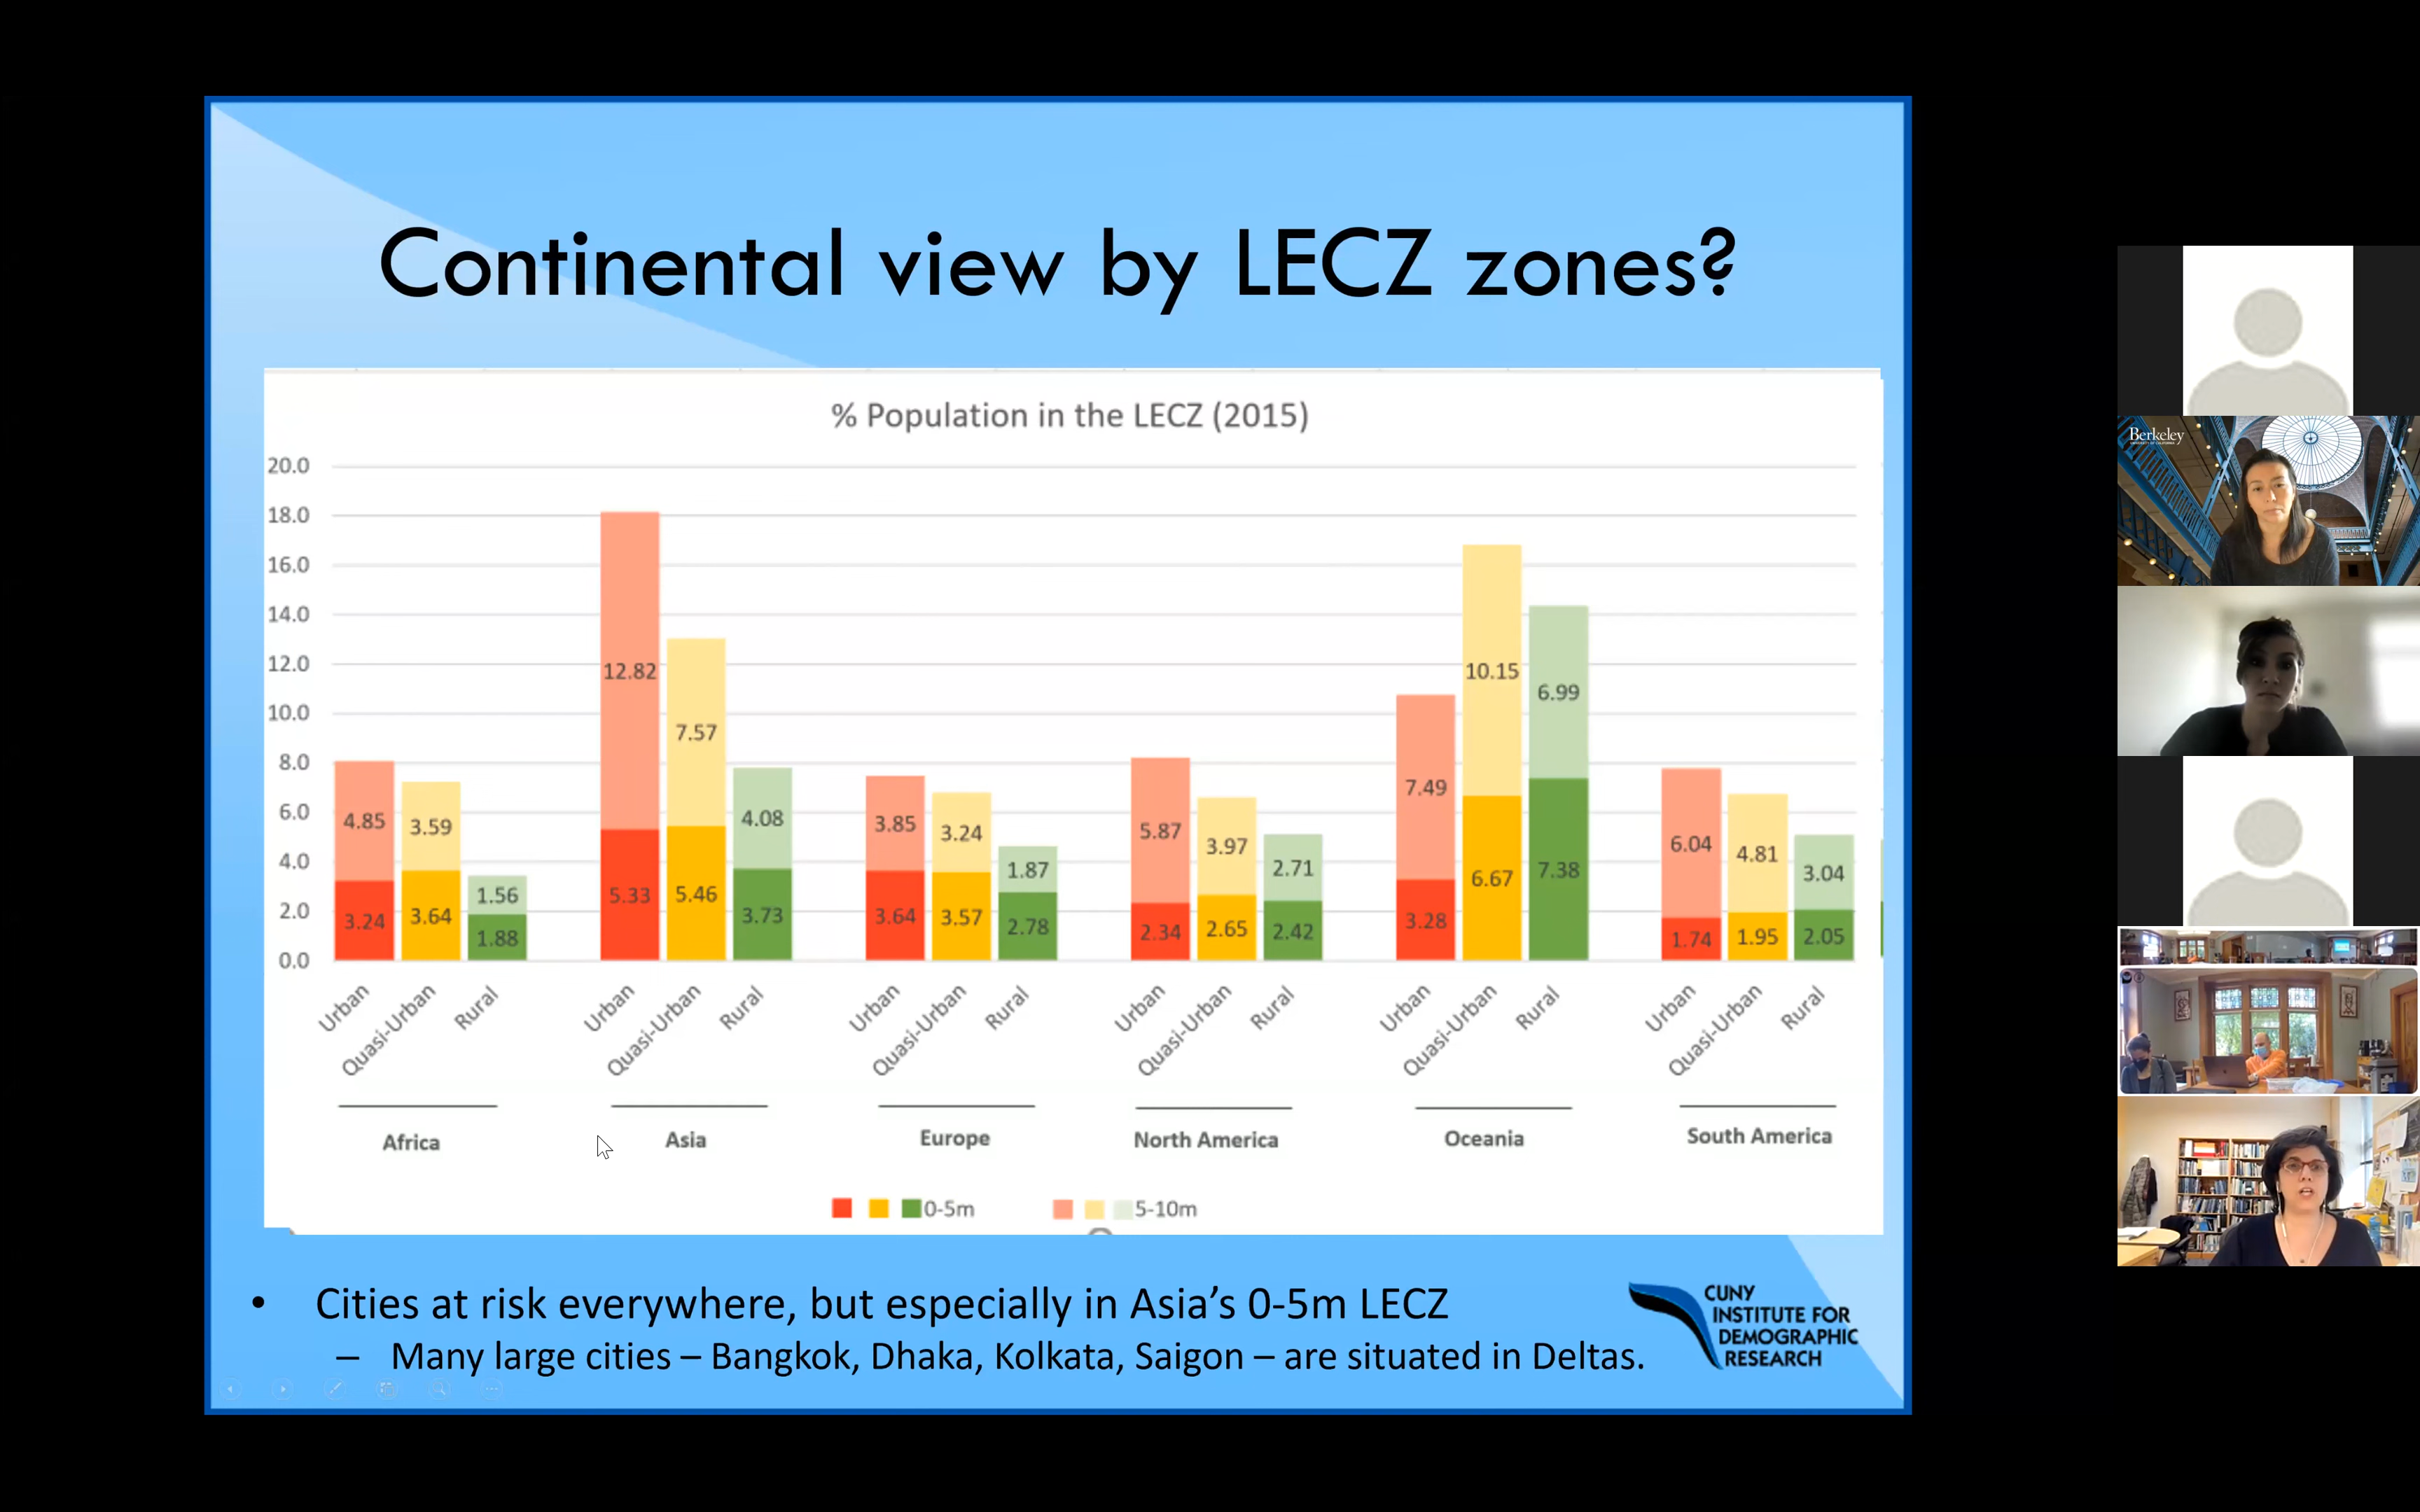 Continental view by LECZ zones?
% Population in the LECZ (2015)
20.0
18.0
16.0
14.0
12.0
10.0
8.0
6.0
4.0
2.0
0.0
4.85
3.24
3.59
3.64
1.56
1.88
12.82
5.33
7.57
5.46
4.08
3.73
3.85
3.64
3.24
3.57
1.87
2.78
5.87
2.34
3.97
2.65
2.71
2.42
7.49
3.28
10.15
6.67
6.99
7.38
6.04
1.74
4.81
1.95
3.04
2.05
Urban Quasi-Urban Rural
Urban Quasi-Urban Rural
Urban Quasi-Urban Rural
Urban Quasi-Urban Rural
Urban Quasi-Urban Rural
Urban Quasi-Urban Rural
Africa Asia Europe North America Oceania South America
0-5m 5-10m
• Cities at risk everywhere, but especially in Asia's 0-5m LECZ
– Many large cities – Bangkok, Dhaka, Kolkata, Saigon – are situated in Deltas.
CUNY
INSTITUTE FOR
DEMOGRAPHIC
RESEARCH
Berkeley